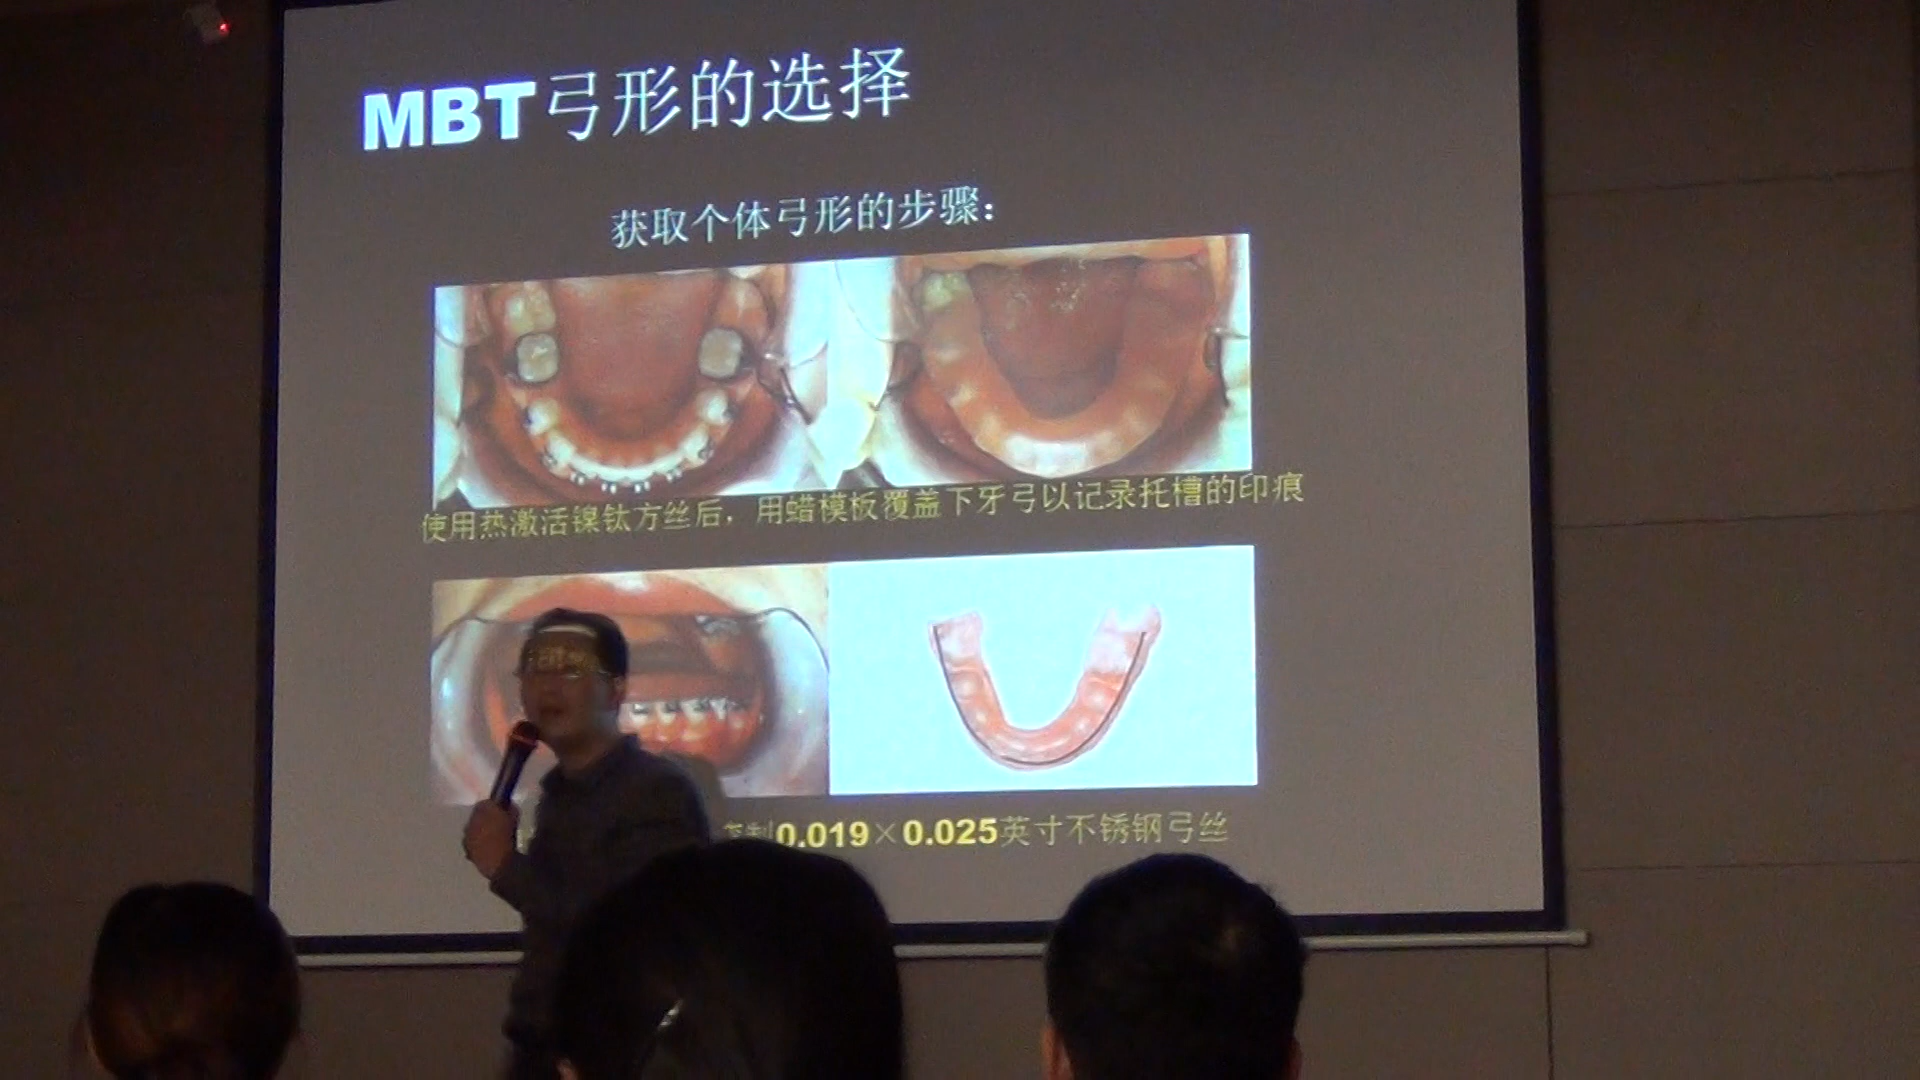 MBT弓形的选择
获取个体弓形的步骤：
使用热激活镍钛方丝后，用蜡模板覆盖下牙弓以记录托槽的印痕
制0.019×0.025英寸不锈钢弓丝